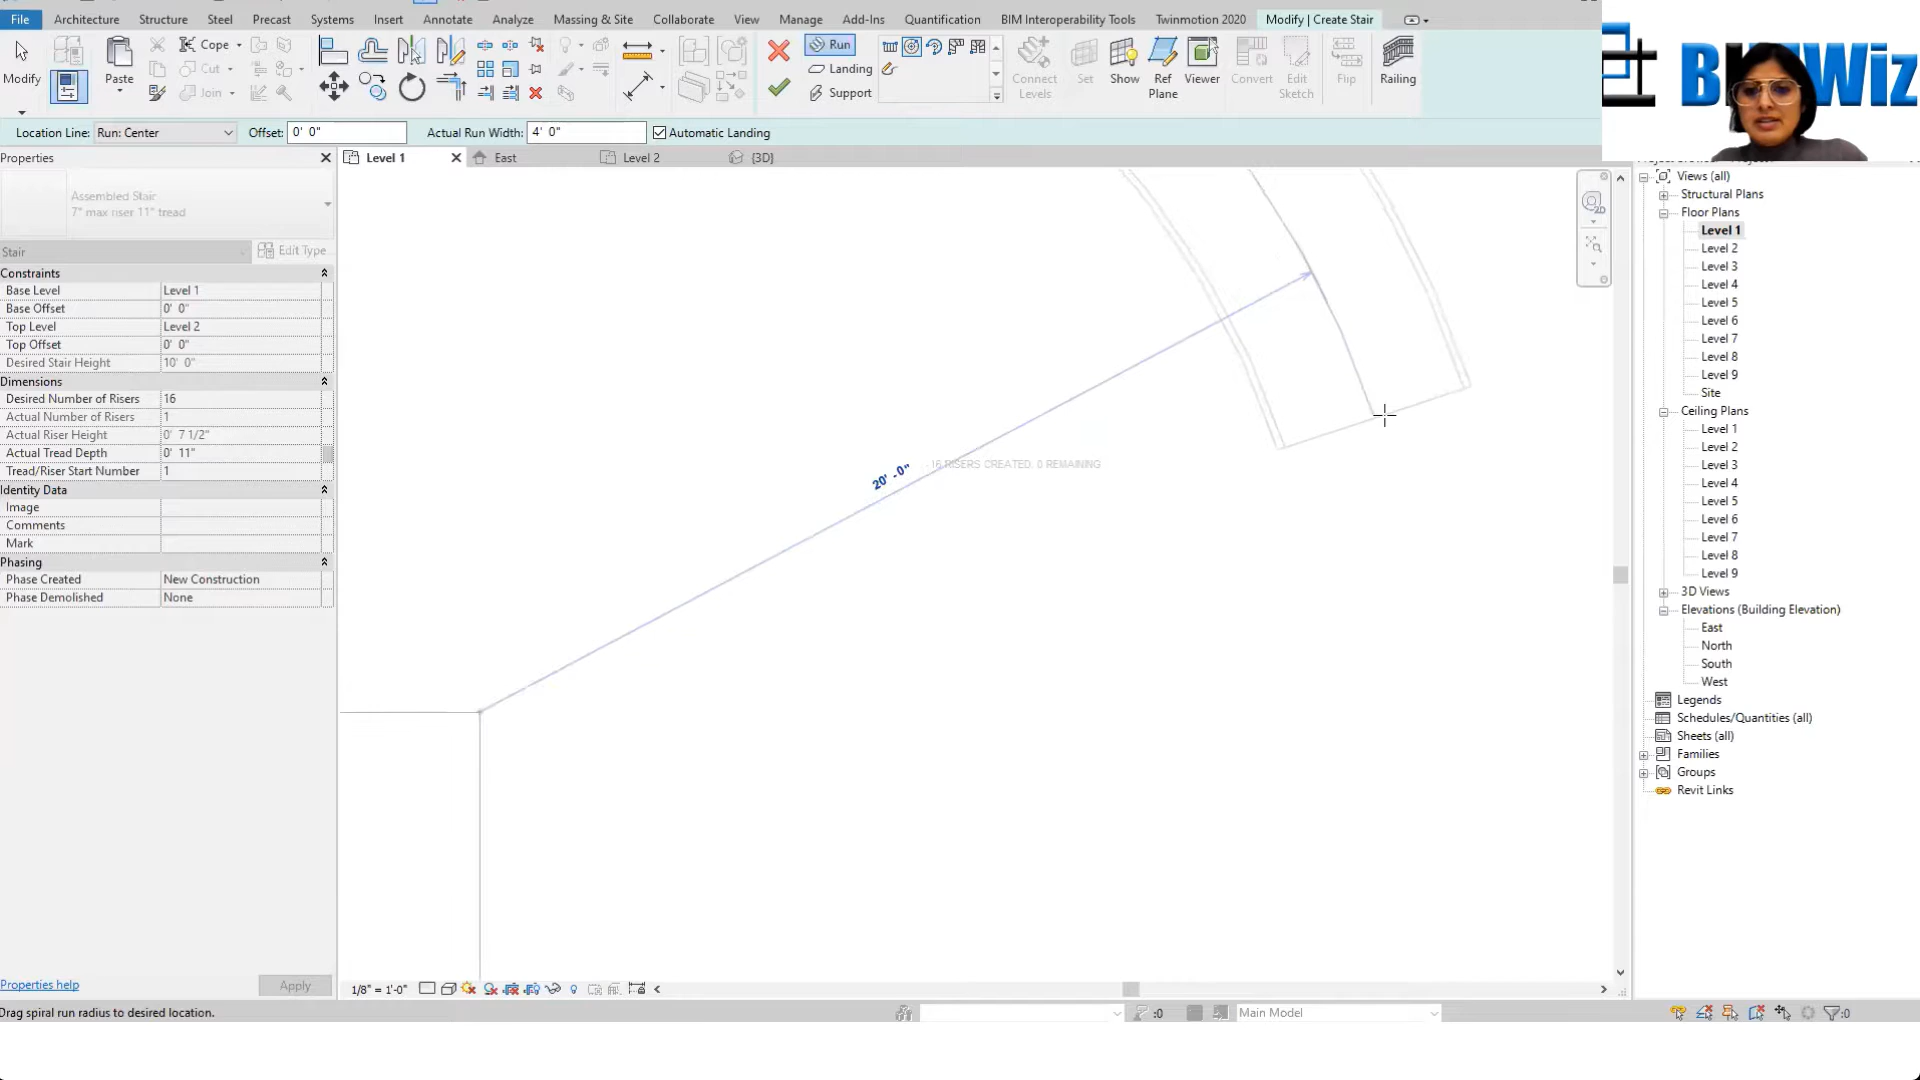 File Architecture Structure Steel Precast Systems Insert Annotate Analyze Massing & Site Collaborate View Manage Add-Ins Quantification BIM Interoperability Tools Twinmotion 2020 Modify | Create Stair
Modify Paste Cope Cut Join Run Landing Support Connect Levels Set Show Ref Plane Viewer Convert Edit Sketch Flip Railing
Wiz
Location Line: Run: Center Offset: 0' 0" Actual Run Width: 4' 0" Automatic Landing
Properties
Level 1 East Level 2 {3D}
Assembled Stair
7" max riser 11" tread
Stair Edit Type
Constraints
Base Level Level 1
Base Offset 0' 0"
Top Level Level 2
Top Offset 0' 0"
Desired Stair Height 10' 0"
Dimensions
Desired Number of Risers 16
Actual Number of Risers 1
Actual Riser Height 0' 7 1/2"
Actual Tread Depth 0' 11"
Tread/Riser Start Number 1
Identity Data
Image
Comments
Mark
Phasing
Phase Created New Construction
Phase Demolished None
Properties help Apply
20' -0"
16 RISERS CREATED, 0 REMAINING
2D
Views (all)
Structural Plans
Floor Plans
Level 1
Level 2
Level 3
Level 4
Level 5
Level 6
Level 7
Level 8
Level 9
Site
Ceiling Plans
Level 1
Level 2
Level 3
Level 4
Level 5
Level 6
Level 7
Level 8
Level 9
3D Views
Elevations (Building Elevation)
East
North
South
West
Legends
Schedules/Quantities (all)
Sheets (all)
Families
Groups
Revit Links
1/8" = 1'-0"
Drag spiral run radius to desired location. :0 Main Model :0